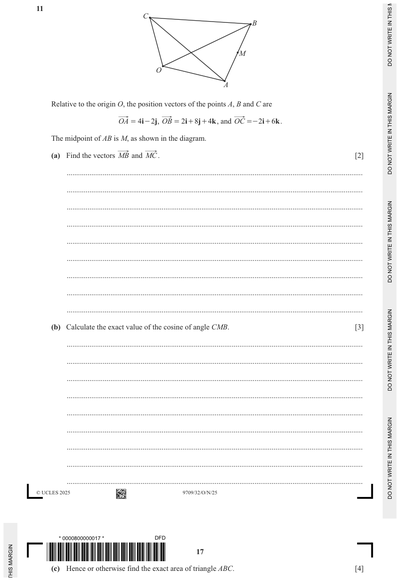 11
C
B
M
O
A
Relative to the origin O, the position vectors of the points A, B and C are
OA = 4i − 2j, OB = 2i + 8j + 4k, and OC = −2i + 6k.
The midpoint of AB is M, as shown in the diagram.
(a) Find the vectors MB and MC. [2]
(b) Calculate the exact value of the cosine of angle CMB. [3]
© UCLES 2025 9709/32/O/N/25
* 0000800000017 * DFD
17
(c) Hence or otherwise find the exact area of triangle ABC. [4]
DO NOT WRITE IN THIS M
DO NOT WRITE IN THIS MARGIN
DO NOT WRITE IN THIS MARGIN
DO NOT WRITE IN THIS MARGIN
DO NOT WRITE IN THIS MARGIN
THIS MARGIN